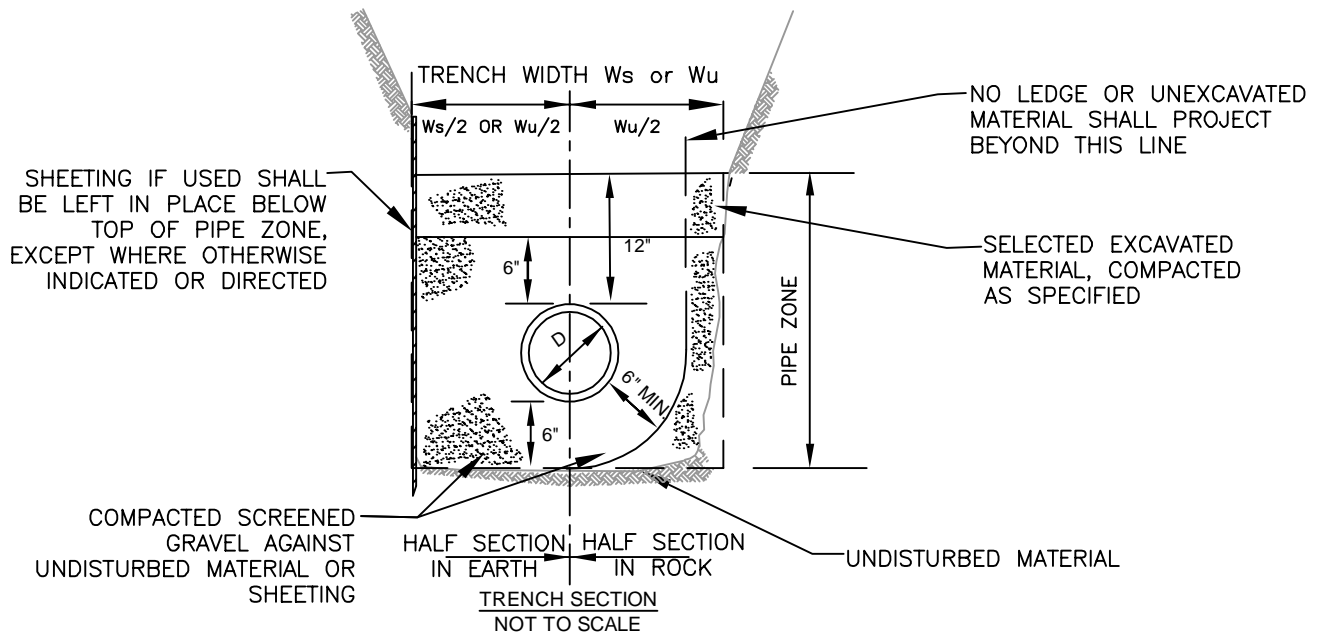 TRENCH WIDTH Ws or Wu
Ws/2 OR Wu/2
Wu/2
NO LEDGE OR UNEXCAVATED
MATERIAL SHALL PROJECT
BEYOND THIS LINE
SHEETING IF USED SHALL
BE LEFT IN PLACE BELOW
TOP OF PIPE ZONE,
EXCEPT WHERE OTHERWISE
INDICATED OR DIRECTED
12"
6"
SELECTED EXCAVATED
MATERIAL, COMPACTED
AS SPECIFIED
PIPE ZONE
D
6" MIN.
6"
COMPACTED SCREENED
GRAVEL AGAINST
UNDISTURBED MATERIAL OR
SHEETING
HALF SECTION
IN EARTH
HALF SECTION
IN ROCK
UNDISTURBED MATERIAL
TRENCH SECTION
NOT TO SCALE